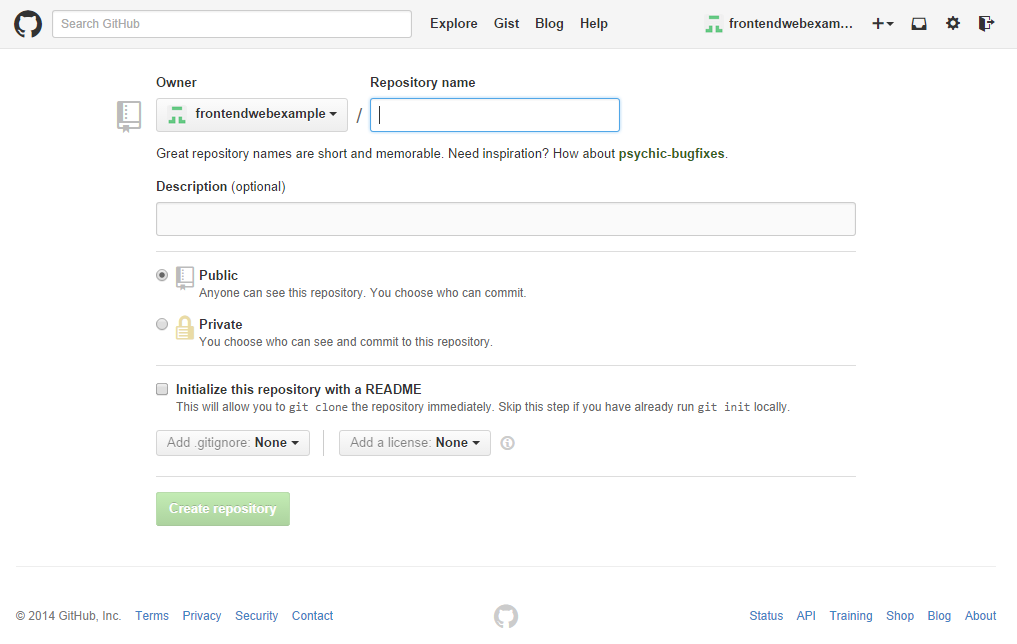 Search GitHub Explore Gist Blog Help frontendwebexam...
Owner Repository name
frontendwebexample /
Great repository names are short and memorable. Need inspiration? How about psychic-bugfixes.
Description (optional)
Public
Anyone can see this repository. You choose who can commit.
Private
You choose who can see and commit to this repository.
Initialize this repository with a README
This will allow you to git clone the repository immediately. Skip this step if you have already run git init locally.
Add .gitignore: None Add a license: None
Create repository
© 2014 GitHub, Inc. Terms Privacy Security Contact Status API Training Shop Blog About